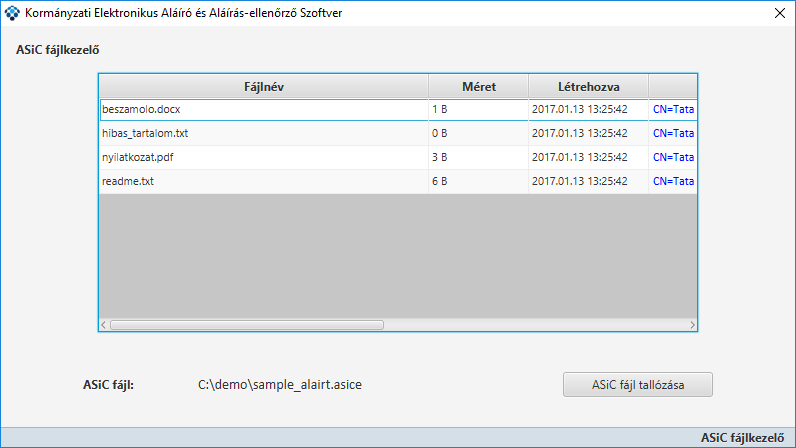 Kormányzati Elektronikus Aláíró és Aláírás-ellenőrző Szoftver
ASiC fájlkezelő
Fájlnév Méret Létrehozva
beszamolo.docx 1 B 2017.01.13 13:25:42 CN=Tata
hibas_tartalom.txt 0 B 2017.01.13 13:25:42 CN=Tata
nyilatkozat.pdf 3 B 2017.01.13 13:25:42 CN=Tata
readme.txt 6 B 2017.01.13 13:25:42 CN=Tata
ASiC fájl: C:\demo\sample_alairt.asice ASiC fájl tallózása
ASiC fájlkezelő